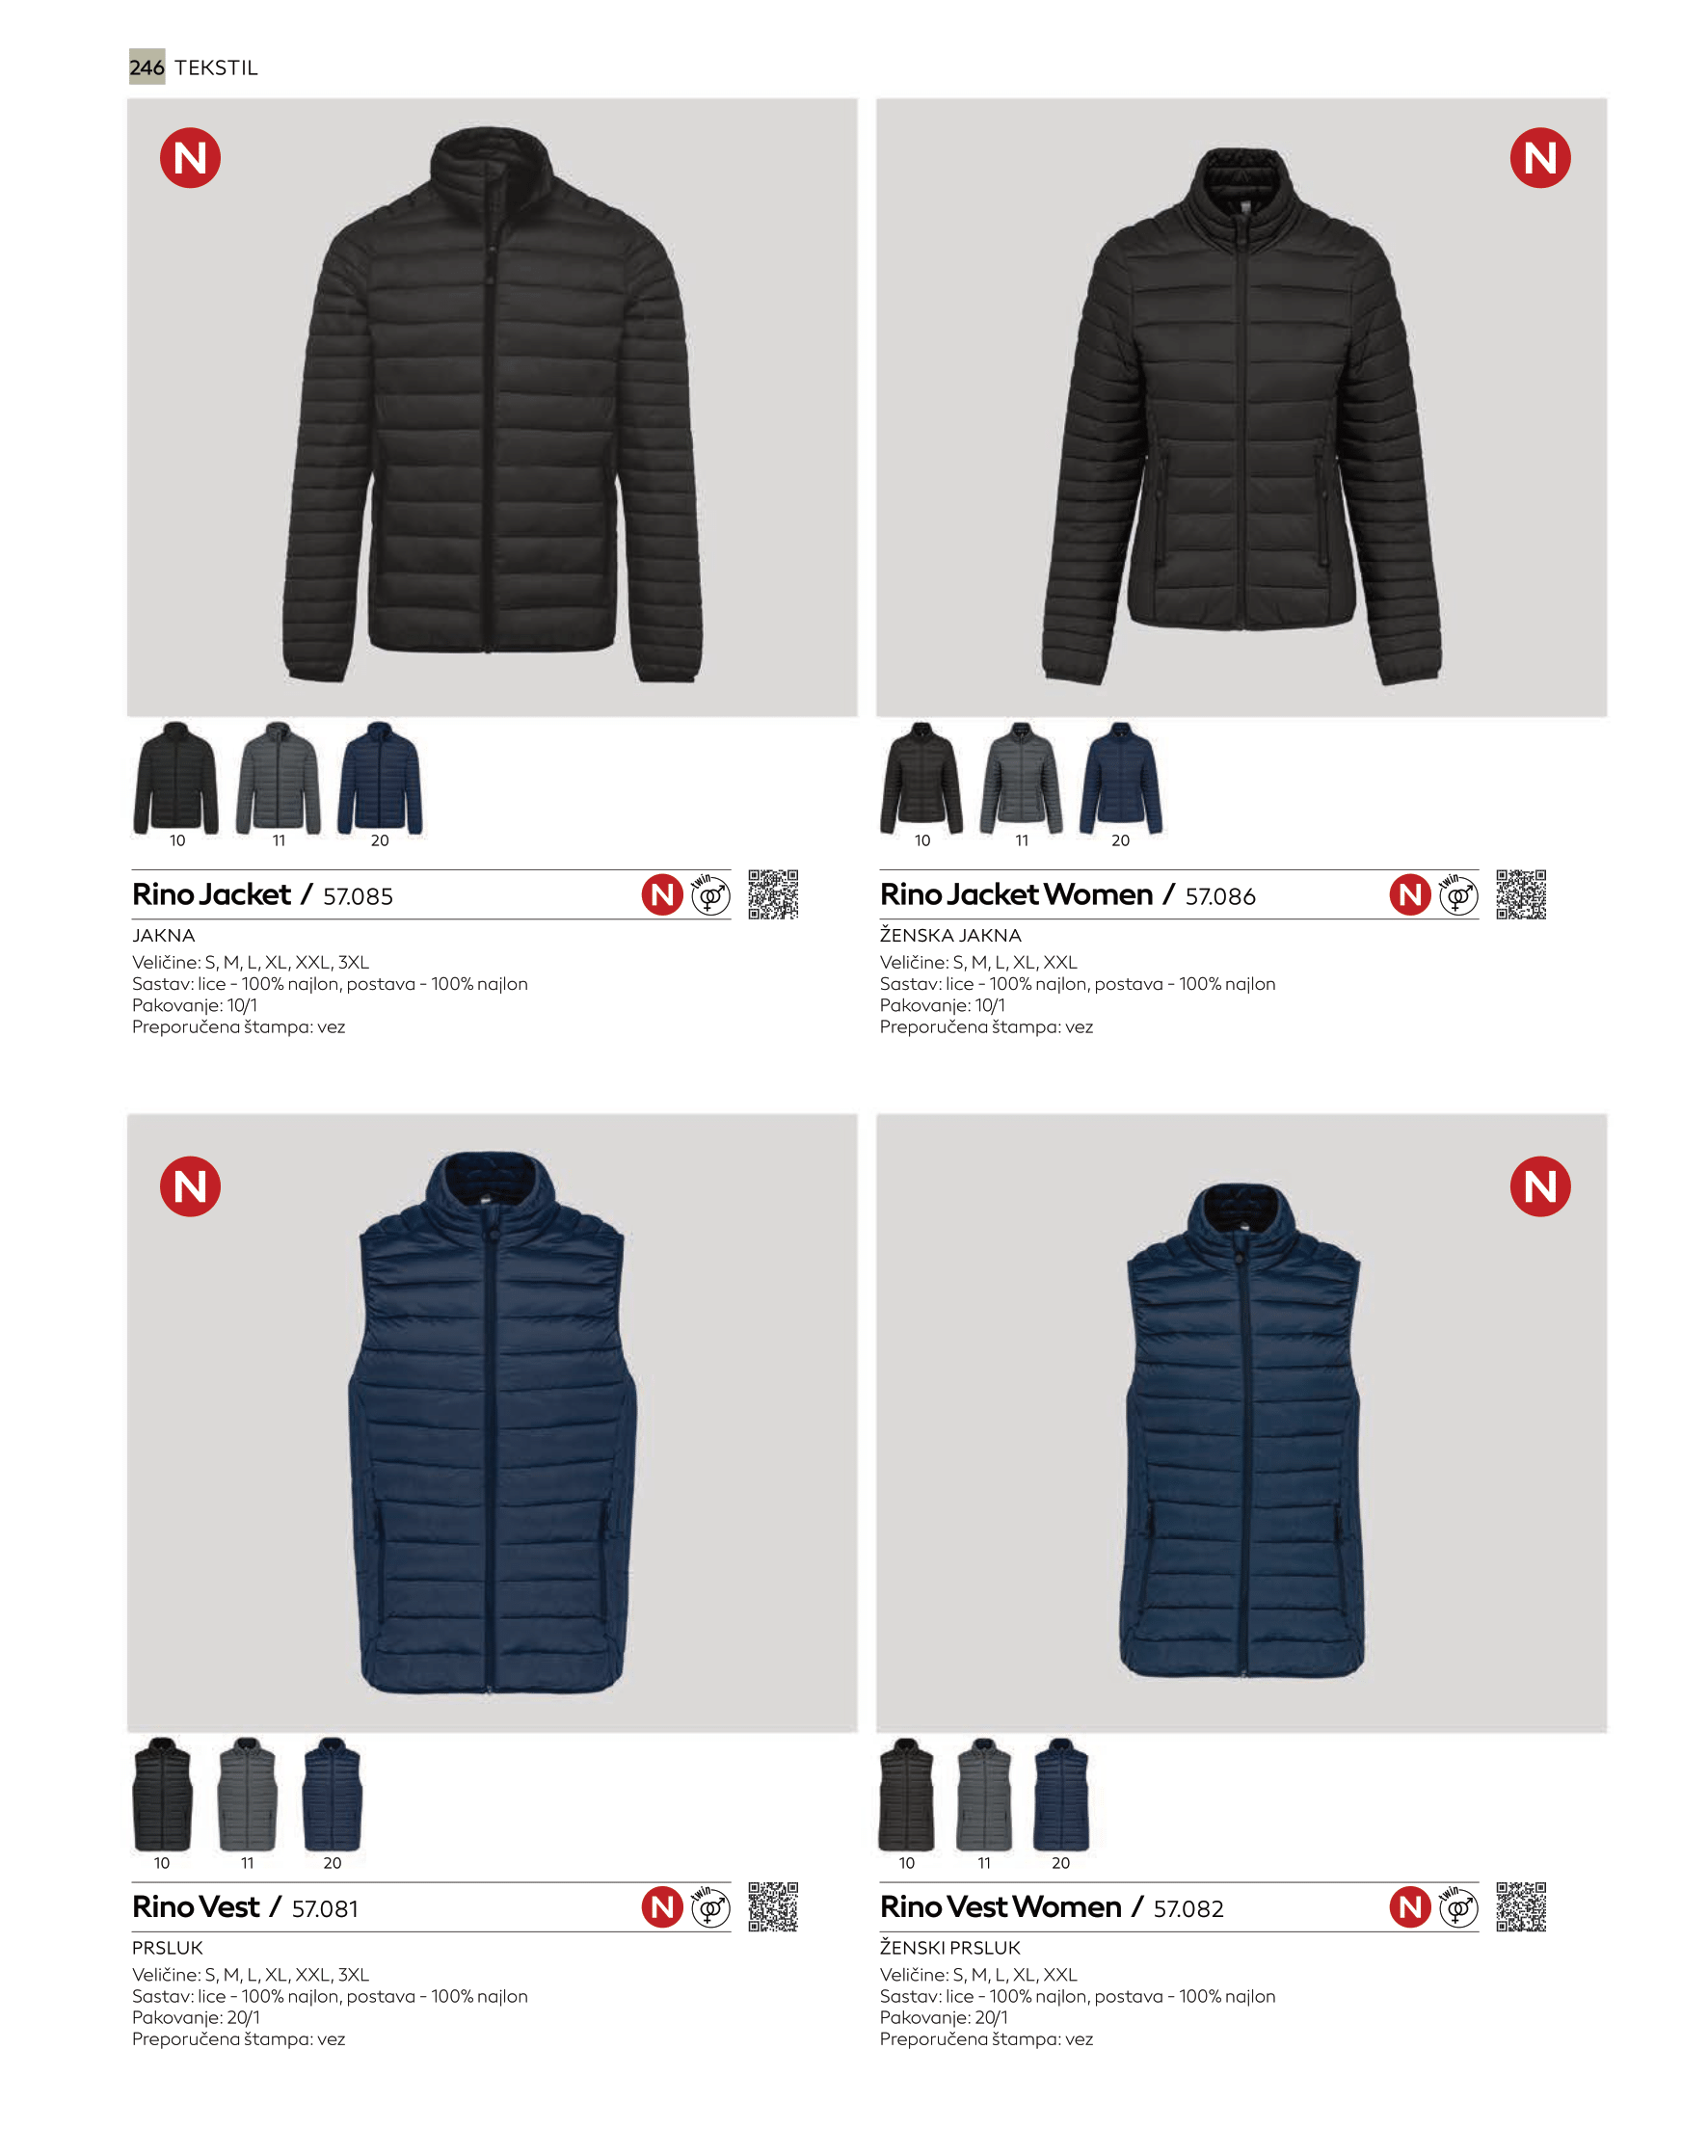 246 TEKSTIL
N
N
10 11 20
10 11 20
Rino Jacket / 57.085
N twin
JAKNA
Veličine: S, M, L, XL, XXL, 3XL
Sastav: lice - 100% najlon, postava - 100% najlon
Pakovanje: 10/1
Preporučena štampa: vez
Rino Jacket Women / 57.086
N twin
ŽENSKA JAKNA
Veličine: S, M, L, XL, XXL
Sastav: lice - 100% najlon, postava - 100% najlon
Pakovanje: 10/1
Preporučena štampa: vez
N
N
10 11 20
10 11 20
Rino Vest / 57.081
N twin
PRSLUK
Veličine: S, M, L, XL, XXL, 3XL
Sastav: lice - 100% najlon, postava - 100% najlon
Pakovanje: 20/1
Preporučena štampa: vez
Rino Vest Women / 57.082
N twin
ŽENSKI PRSLUK
Veličine: S, M, L, XL, XXL
Sastav: lice - 100% najlon, postava - 100% najlon
Pakovanje: 20/1
Preporučena štampa: vez